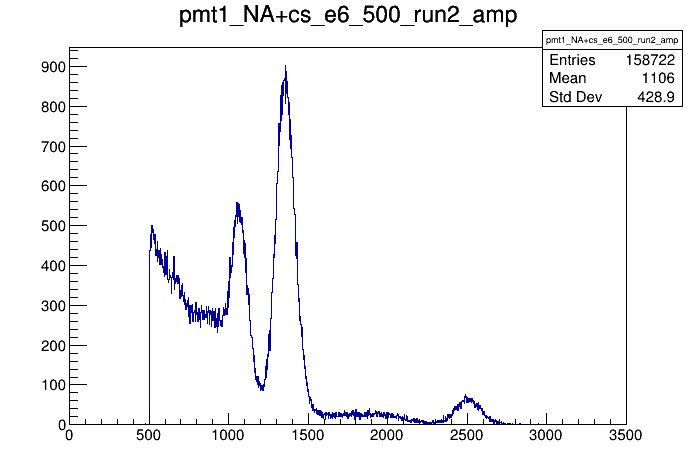 pmt1_NA+cs_e6_500_run2_amp
pmt1_NA+cs_e6_500_run2_amp
Entries 158722
Mean 1106
Std Dev 428.9
900
800
700
600
500
400
300
200
100
0
0 500 1000 1500 2000 2500 3000 3500